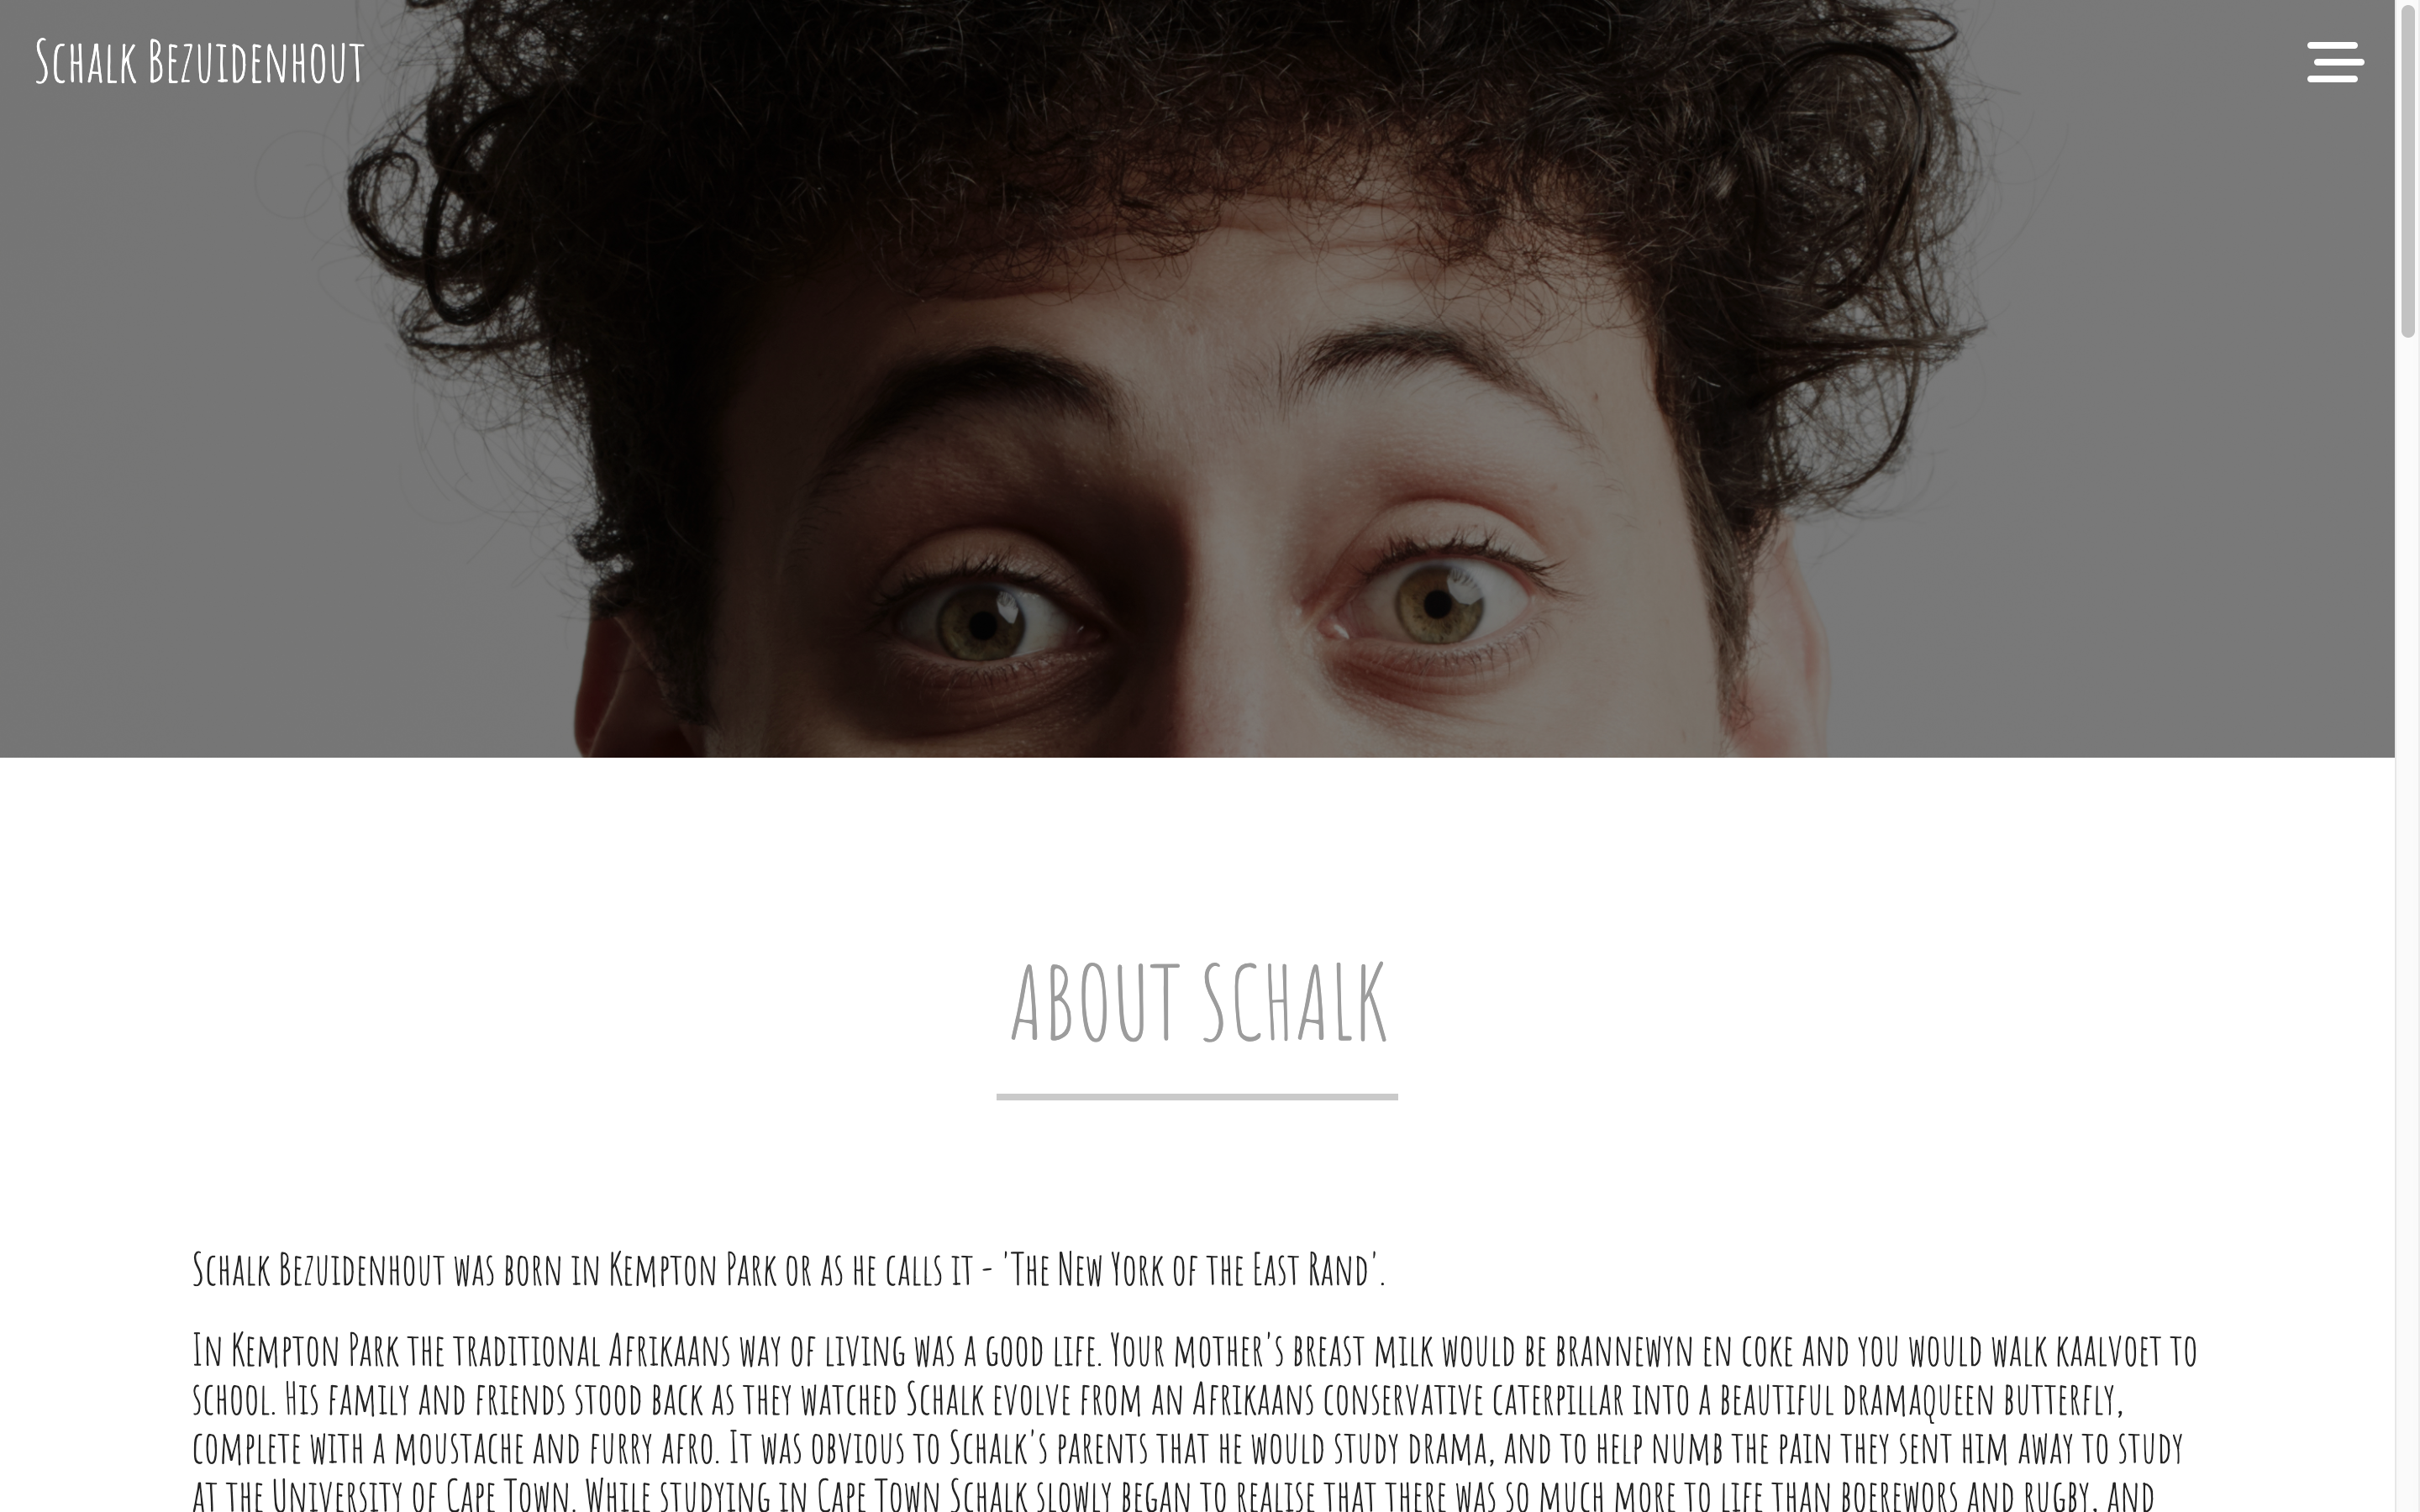 Schalk Bezuidenhout
ABOUT SCHALK
Schalk Bezuidenhout was born in Kempton Park or as he calls it - 'The New York of the East Rand'.
In Kempton Park the traditional Afrikaans way of living was a good life. Your mother's breast milk would be brannewyn en coke and you would walk kaalvoet to
school. His family and friends stood back as they watched Schalk evolve from an Afrikaans conservative caterpillar into a beautiful dramaqueen butterfly,
complete with a moustache and furry afro. It was obvious to Schalk's parents that he would study drama, and to help numb the pain they sent him away to study
at the University of Cape Town. While studying in Cape Town Schalk slowly began to realise that there was so much more to life than boerewors and rugby, and